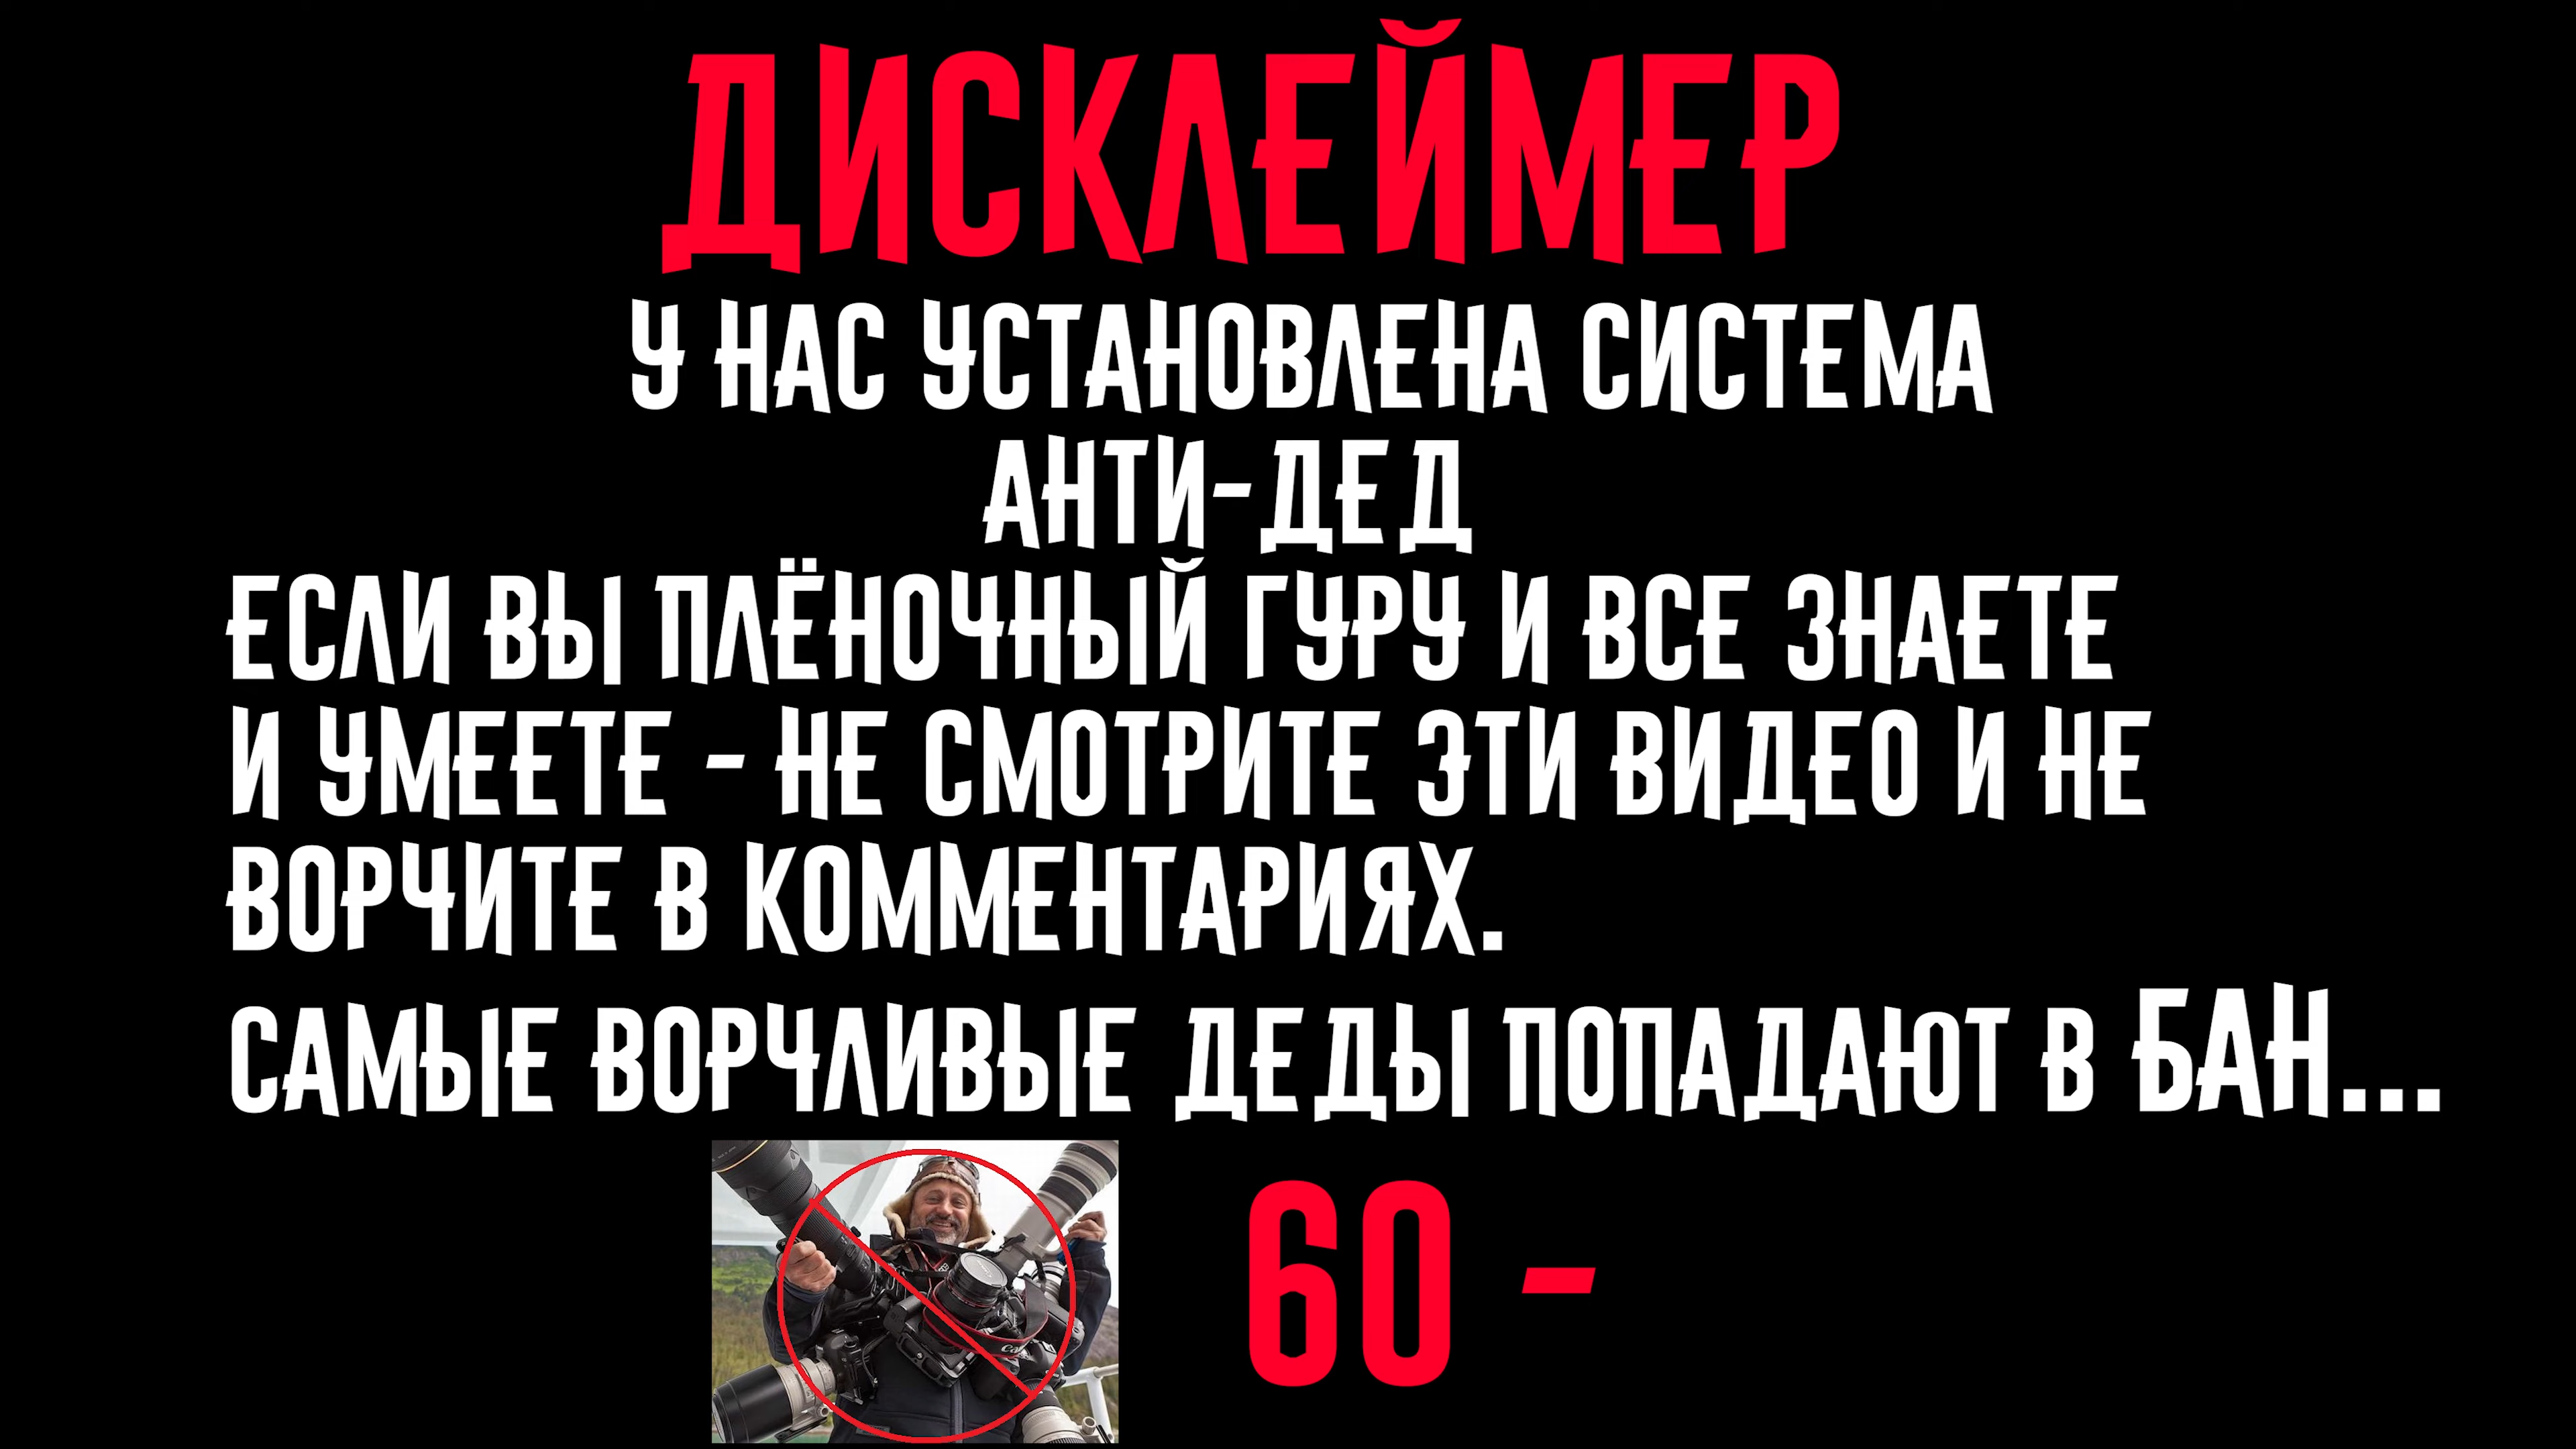 ДИСКЛЕЙМЕР
У НАС УСТАНОВЛЕНА СИСТЕМА
АНТИ-ДЕД
ЕСЛИ ВЫ ПЛЁНОЧНЫЙ ГУРУ И ВСЕ ЗНАЕТЕ
И УМЕЕТЕ - НЕ СМОТРИТЕ ЭТИ ВИДЕО И НЕ
ВОРЧИТЕ В КОММЕНТАРИЯХ.
САМЫЕ ВОРЧЛИВЫЕ ДЕДЫ ПОПАДАЮТ В БАН...
60 -